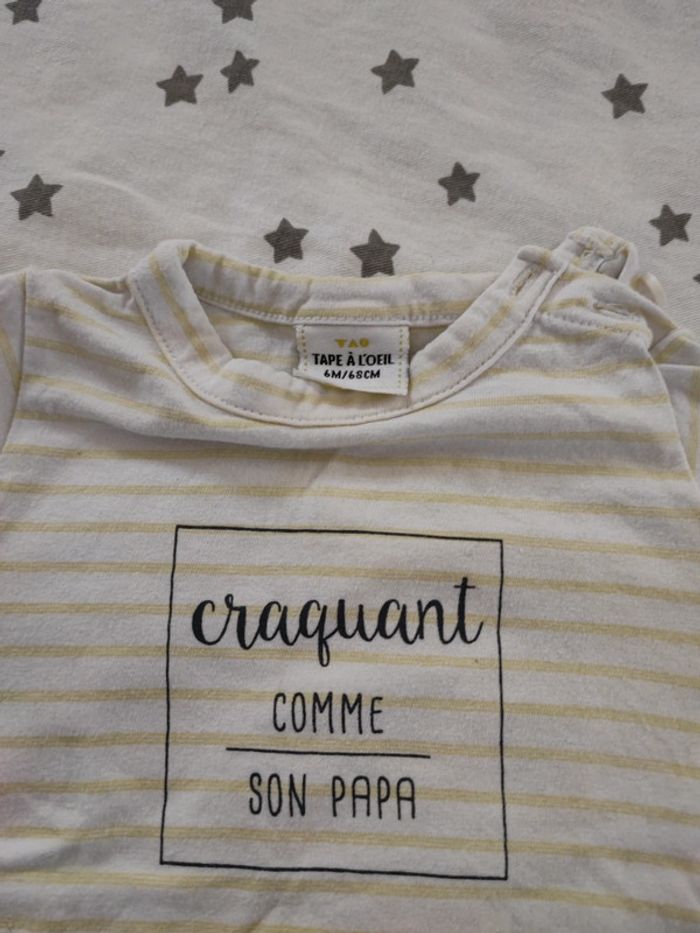 TAO
TAPE À L'OEIL
6M/68CM
craquant
COMME
SON PAPA